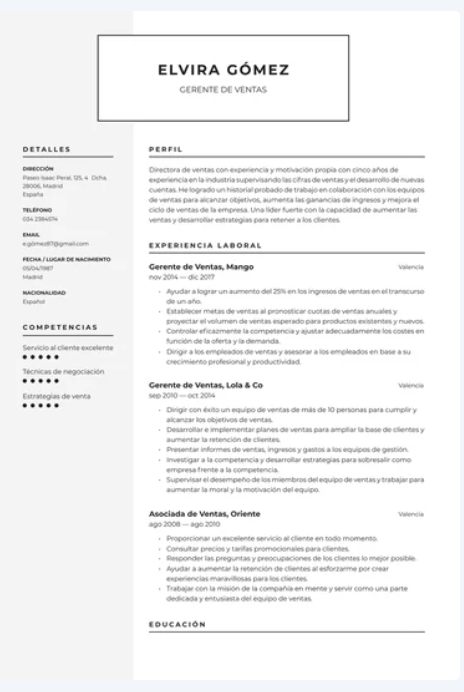 ELVIRA GÓMEZ
GERENTE DE VENTAS
DETALLES
DIRECCIÓN
Paseo Isaac Peral, 125, 4 Dcha,
28006, Madrid
España
TELÉFONO
034 2384574
EMAIL
e.gómez87@gmail.com
FECHA / LUGAR DE NACIMIENTO
05/04/1987
Madrid
NACIONALIDAD
Español
COMPETENCIAS
Servicio al cliente excelente
Técnicas de negociación
Estrategias de venta
PERFIL
Directora de ventas con experiencia y motivación propia con cinco años de
experiencia en la industria supervisando las cifras de ventas y el desarrollo de nuevas
cuentas. He logrado un historial probado de trabajo en colaboración con los equipos
de ventas para alcanzar objetivos, aumenta las ganancias de ingresos y mejora el
ciclo de ventas de la empresa. Una líder fuerte con la capacidad de aumentar las
ventas y desarrollar estrategias para retener a los clientes.
EXPERIENCIA LABORAL
Gerente de Ventas, Mango Valencia
nov 2014 — dic 2017
• Ayudar a lograr un aumento del 25% en los ingresos de ventas en el transcurso
de un año.
• Establecer metas de ventas al pronosticar cuotas de ventas anuales y
proyectar el volumen de ventas esperado para productos existentes y nuevos.
• Controlar eficazmente la competencia y ajustar adecuadamente los costes en
función de la oferta y la demanda.
• Dirigir a los empleados de ventas y asesorar a los empleados en base a su
crecimiento profesional y productividad.
Gerente de Ventas, Lola & Co Valencia
sep 2010 — oct 2014
• Dirigir con éxito un equipo de ventas de más de 10 personas para cumplir y
alcanzar los objetivos de ventas.
• Desarrollar e implementar planes de ventas para ampliar la base de clientes y
aumentar la retención de clientes.
• Presentar informes de ventas, ingresos y gastos a los equipos de gestión.
• Investigar a la competencia y desarrollar estrategias para sobresalir como
empresa frente a la competencia.
• Supervisar el desempeño de los miembros del equipo de ventas y trabajar para
aumentar la moral y la motivación del equipo.
Asociada de Ventas, Oriente Valencia
ago 2008 — ago 2010
• Proporcionar un excelente servicio al cliente en todo momento.
• Consultar precios y tarifas promocionales para clientes.
• Responder las preguntas y preocupaciones de los clientes lo mejor posible.
• Ayudar a aumentar la retención de clientes al esforzarme por crear
experiencias maravillosas para los clientes.
• Trabajar con la misión de la compañía en mente y servir como una parte
dedicada y entusiasta del equipo de ventas.
EDUCACIÓN